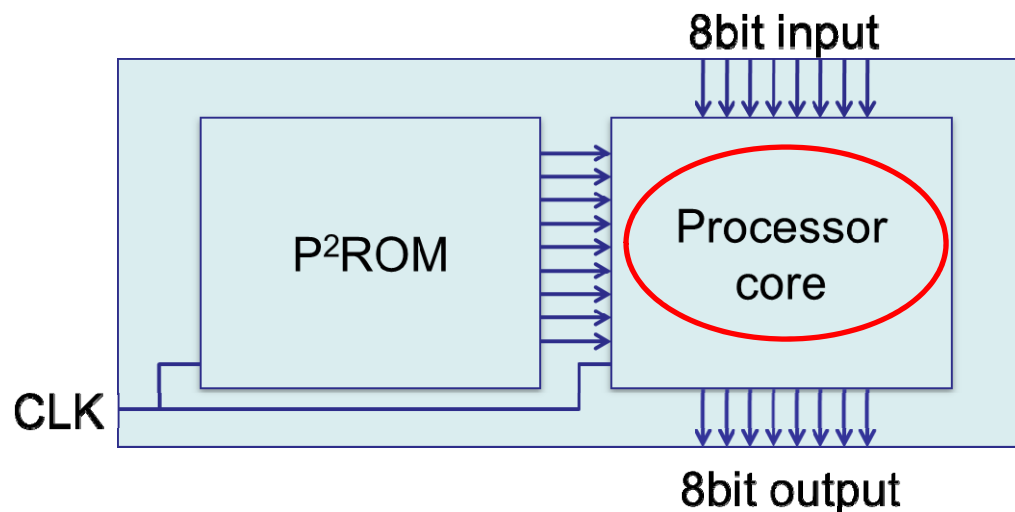 8bit input
P²ROM
Processor
core
CLK
8bit output